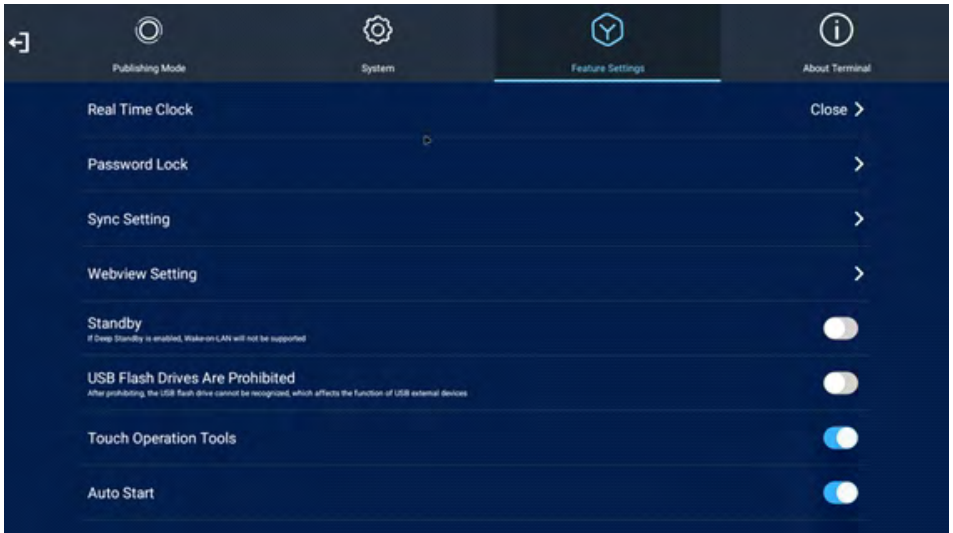 Publishing Mode
System
Feature Settings
About Terminal
Real Time Clock
Close
Password Lock
Sync Setting
Webview Setting
Standby
If Deep Standby is enabled, Wake-on-LAN will not be supported
USB Flash Drives Are Prohibited
After prohibiting, the USB flash drive cannot be recognized, which affects the function of USB external devices
Touch Operation Tools
Auto Start